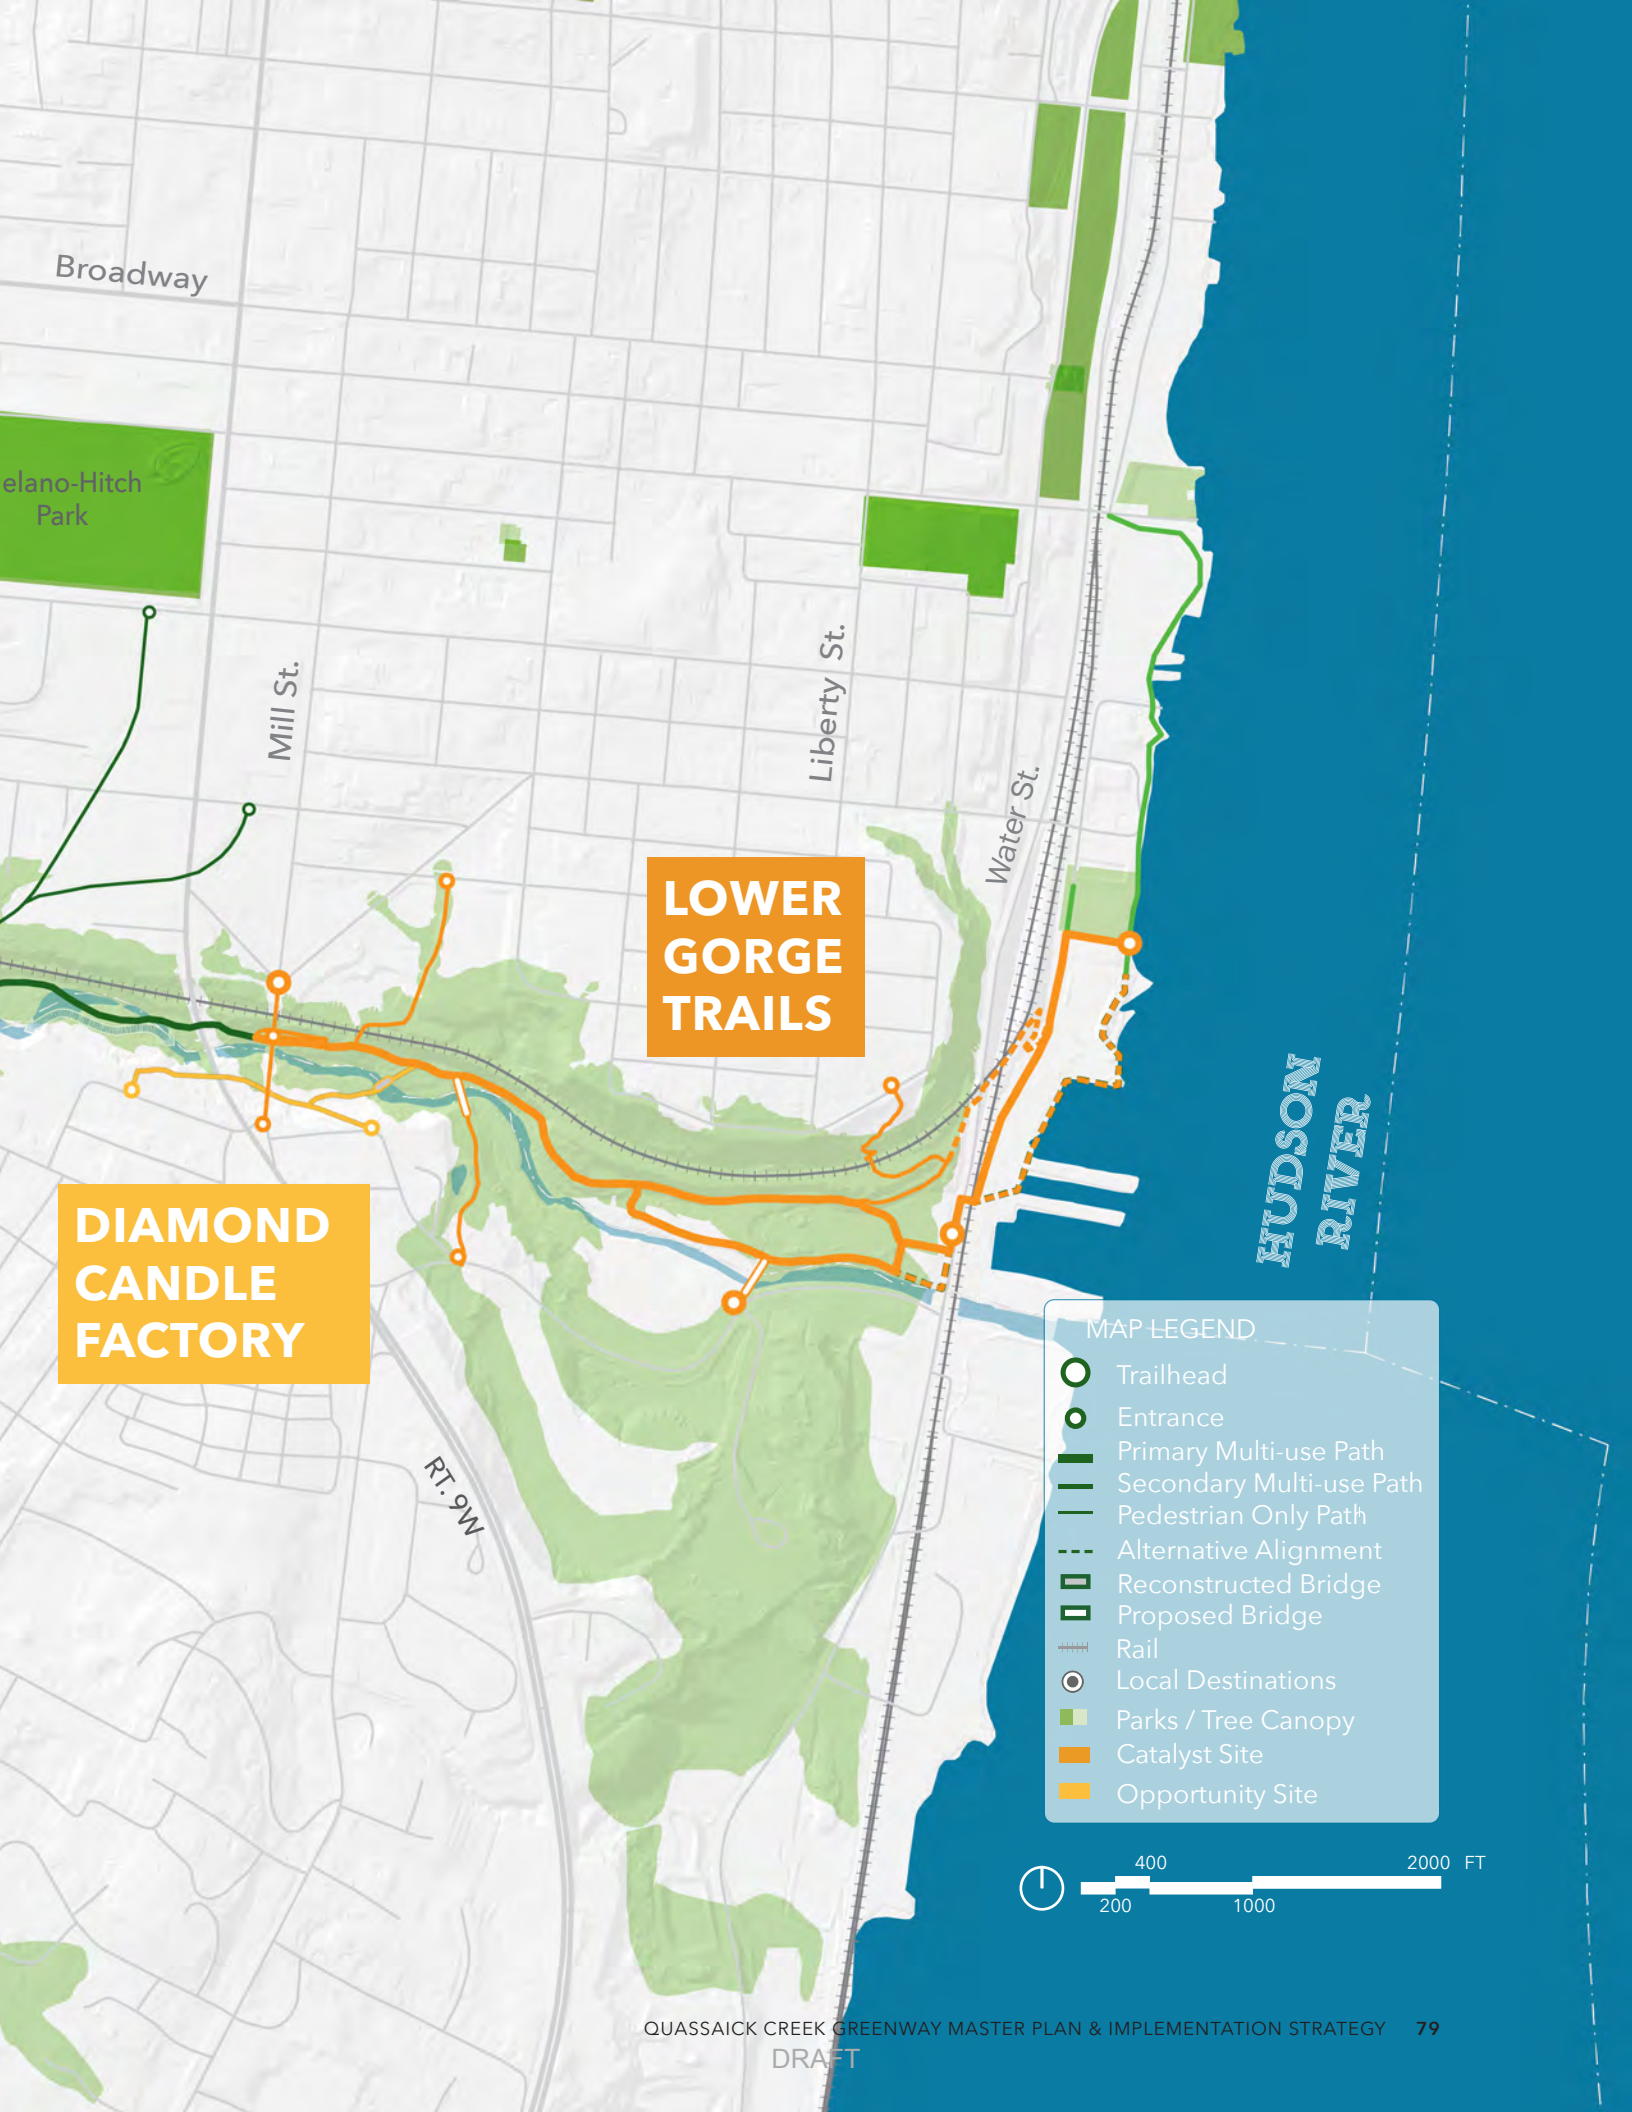 Broadway
elano-Hitch
Park
Mill St.
Liberty St.
Water St.
LOWER
GORGE
TRAILS
DIAMOND
CANDLE
FACTORY
HUDSON
RIVER
RT. 9W
MAP LEGEND
Trailhead
Entrance
Primary Multi-use Path
Secondary Multi-use Path
Pedestrian Only Path
Alternative Alignment
Reconstructed Bridge
Proposed Bridge
Rail
Local Destinations
Parks / Tree Canopy
Catalyst Site
Opportunity Site
400 2000 FT
200 1000
QUASSAICK CREEK GREENWAY MASTER PLAN & IMPLEMENTATION STRATEGY 79
DRAFT